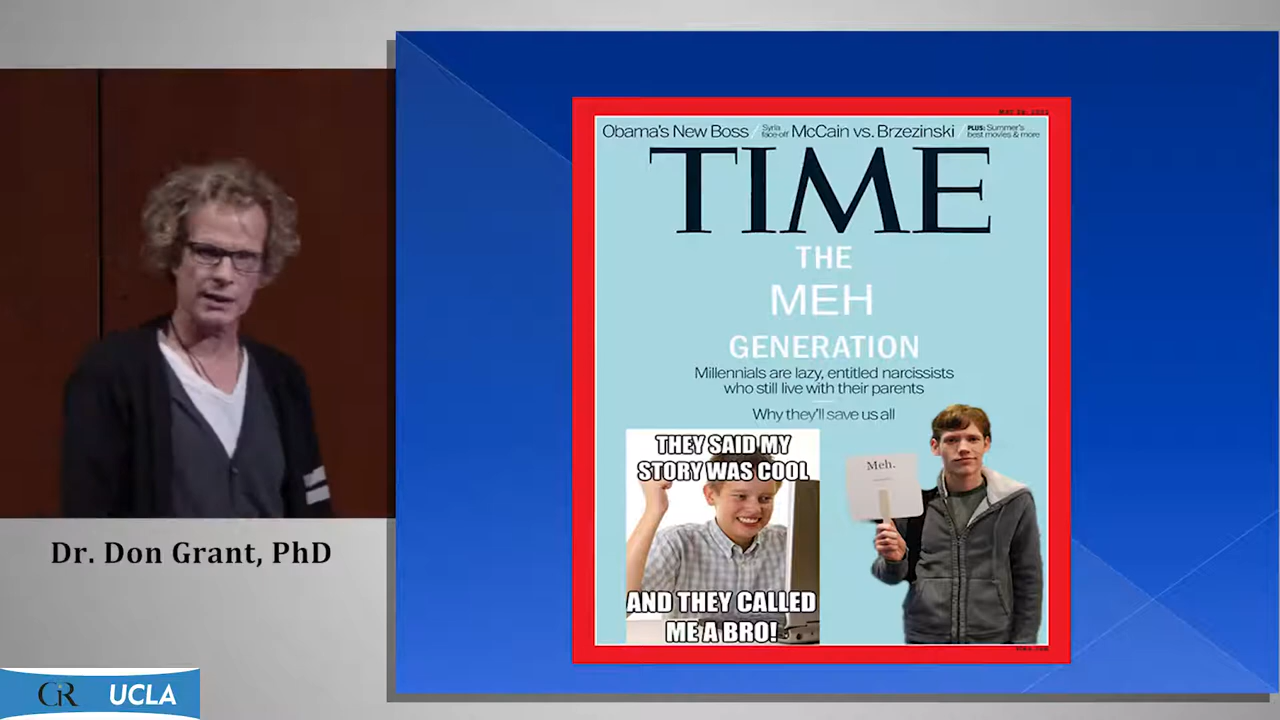 Obama's New Boss / Syria face-off McCain vs. Brzezinski / PLUS: Summer's best movies & more
TIME
THE
MEH
GENERATION
Millennials are lazy, entitled narcissists
who still live with their parents
Why they'll save us all
THEY SAID MY
STORY WAS COOL
Meh.
AND THEY CALLED
ME A BRO!
Dr. Don Grant, PhD
CiR UCLA